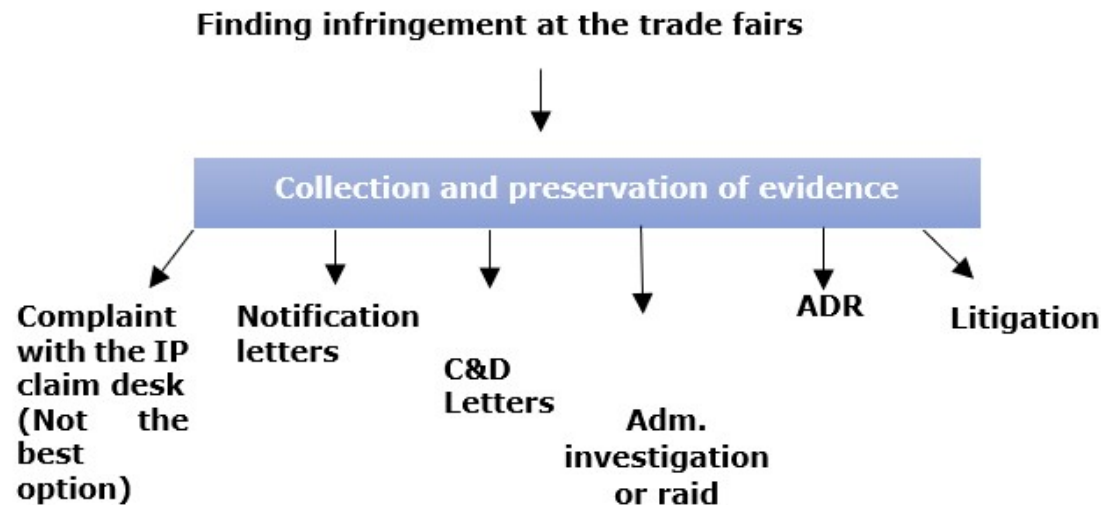 Finding infringement at the trade fairs
Collection and preservation of evidence
Complaint
with the IP
claim desk
(Not the
best
option)
Notification
letters
C&D
Letters
Adm.
investigation
or raid
ADR
Litigation